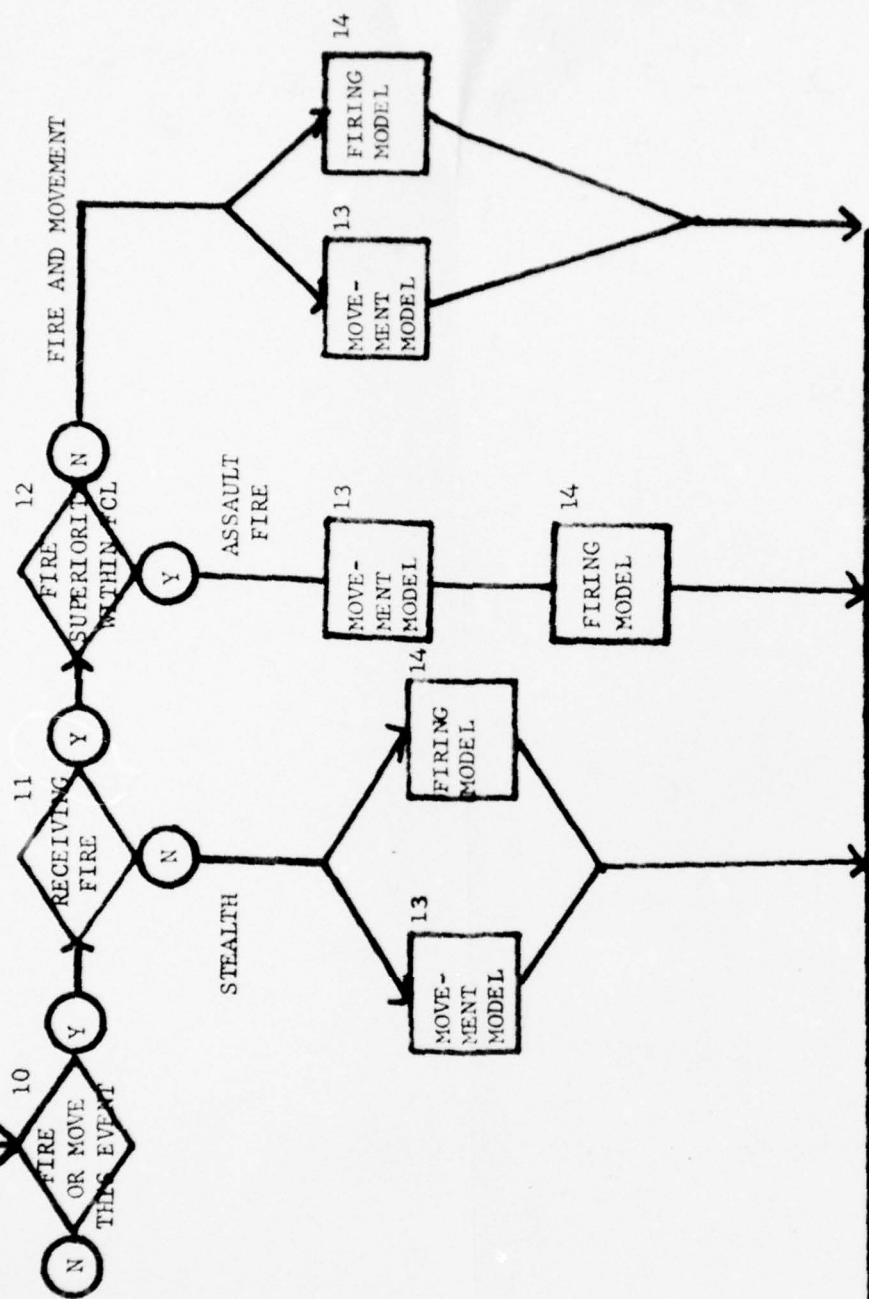 10
FIRE
OR MOVE
THIS EVENT
N
Y
11
RECEIVING
FIRE
Y
N
STEALTH
12
FIRE
SUPERIORIT
WITHIN FCL
N
Y
FIRE AND MOVEMENT
ASSAULT
FIRE
13
MOVE-
MENT
MODEL
14
FIRING
MODEL
13
MOVE-
MENT
MODEL
14
FIRING
MODEL
13
MOVE-
MENT
MODEL
14
FIRING
MODEL